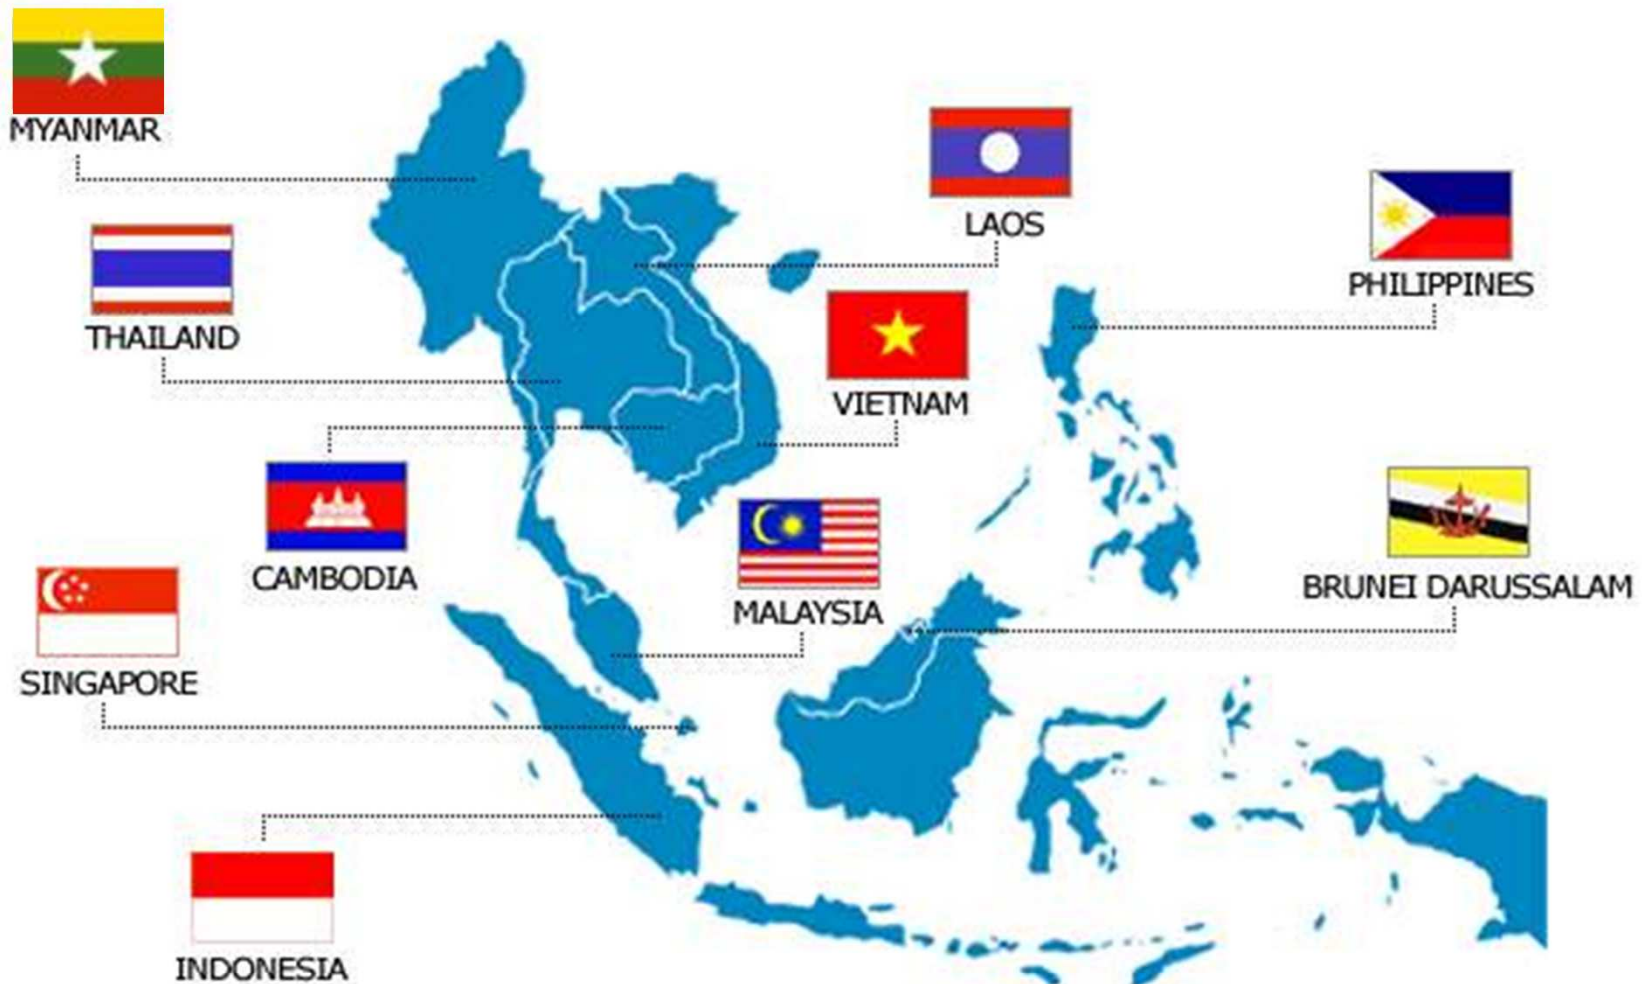 MYANMAR
LAOS
PHILIPPINES
THAILAND
VIETNAM
CAMBODIA
MALAYSIA
BRUNEI DARUSSALAM
SINGAPORE
INDONESIA